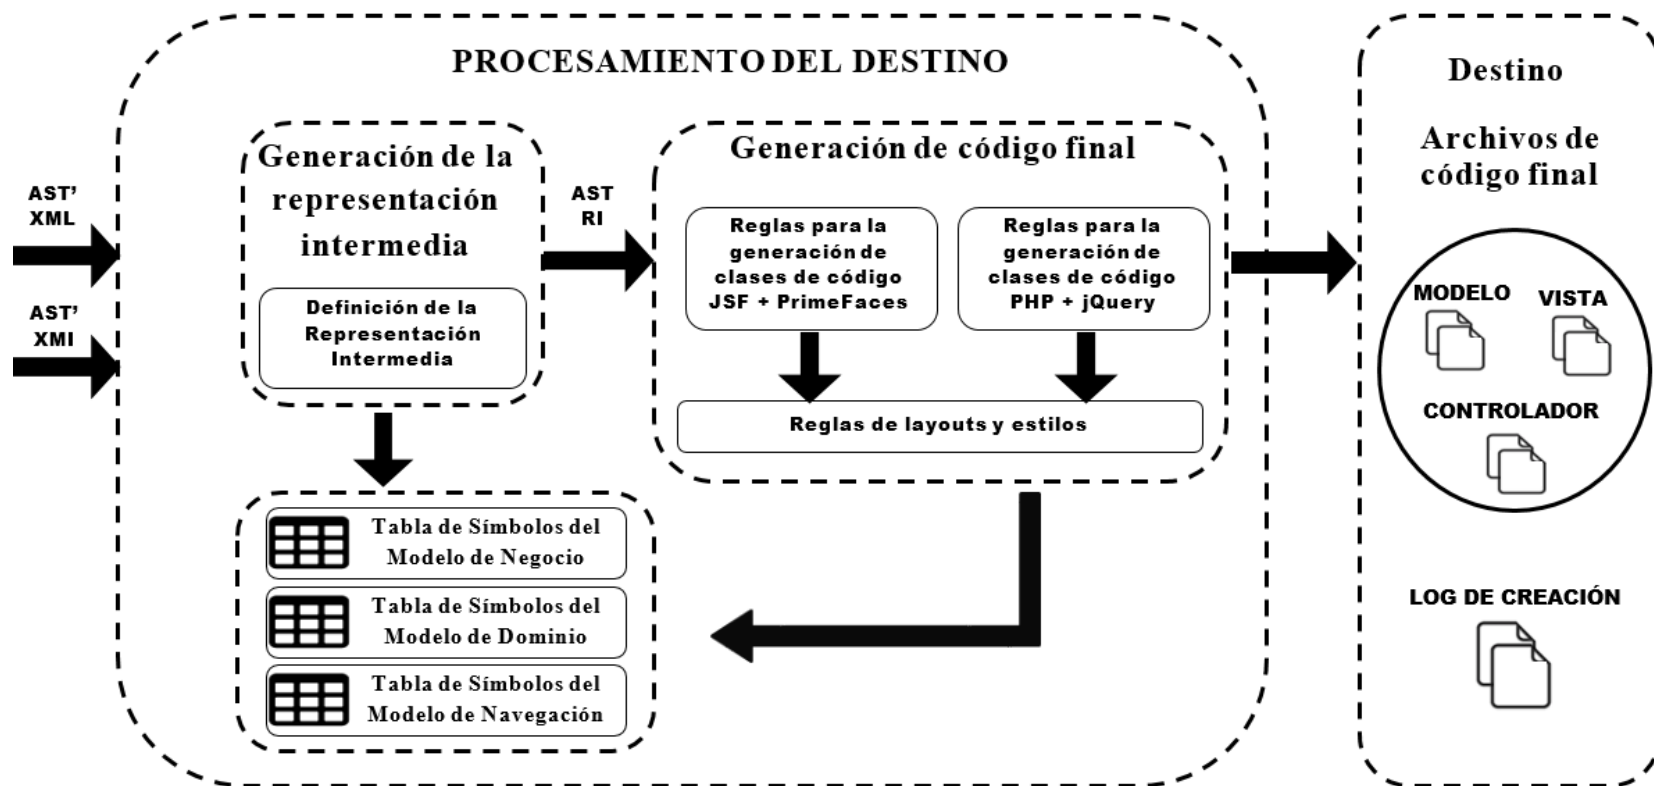 PROCESAMIENTO DEL DESTINO
AST’
XML
AST’
XMI
Generación de la
representación
intermedia
Definición de la
Representación
Intermedia
AST
RI
Generación de código final
Reglas para la
generación de
clases de código
JSF + PrimeFaces
Reglas para la
generación de
clases de código
PHP + jQuery
Reglas de layouts y estilos
Tabla de Símbolos del
Modelo de Negocio
Tabla de Símbolos del
Modelo de Dominio
Tabla de Símbolos del
Modelo de Navegación
Destino
Archivos de
código final
MODELO
VISTA
CONTROLADOR
LOG DE CREACIÓN